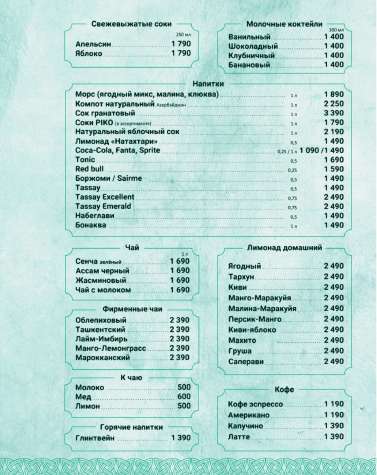 Свежевыжатые соки
250 мл
Апельсин 1 790
Яблоко 1 790
Молочные коктейли
300 мл
Ванильный 1 400
Шоколадный 1 400
Клубничный 1 400
Банановый 1 400
Напитки
Морс (ягодный микс, малина, клюква) 1 л 1 890
Компот натуральный Азербайджан 1 л 2 250
Сок гранатовый 1 л 3 390
Соки PIKO (в ассортименте) 1 л 1 790
Натуральный яблочный сок 1 л 2 190
Лимонад «Натахтари» 0,5 1 490
Coca-Cola, Fanta, Sprite 0,25 / 1 л 1 090 / 1 490
Tonic 0,5 1 690
Red bull 0,25 1 590
Боржоми / Sairme 0,5 1 490
Tassay 0,5 1 490
Tassay Excellent 0,75 2 490
Tassay Emerald 0,75 2 490
Набеглави 0,5 1 490
Бонаква 0,5 1 490
Чай
1 л
Сенча зелёный 1 690
Ассам черный 1 690
Жасминовый 1 690
Чай с молоком 1 690
Фирменные чаи
Облепиховый 2 390
Ташкентский 2 390
Лайм-Имбирь 2 390
Манго-Лемонграсс 2 390
Марокканский 2 390
К чаю
Молоко 500
Мед 600
Лимон 500
Горячие напитки
Глинтвейн 1 390
Лимонад домашний
Ягодный 2 490
Тархун 2 490
Киви 2 490
Манго-Маракуйя 2 490
Малина-Маракуйя 2 490
Персик-Манго 2 490
Киви-яблоко 2 490
Махито 2 490
Груша 2 490
Саперави 2 490
Кофе
Кофе эспрессо 1 190
Американо 1 190
Капучино 1 390
Латте 1 390